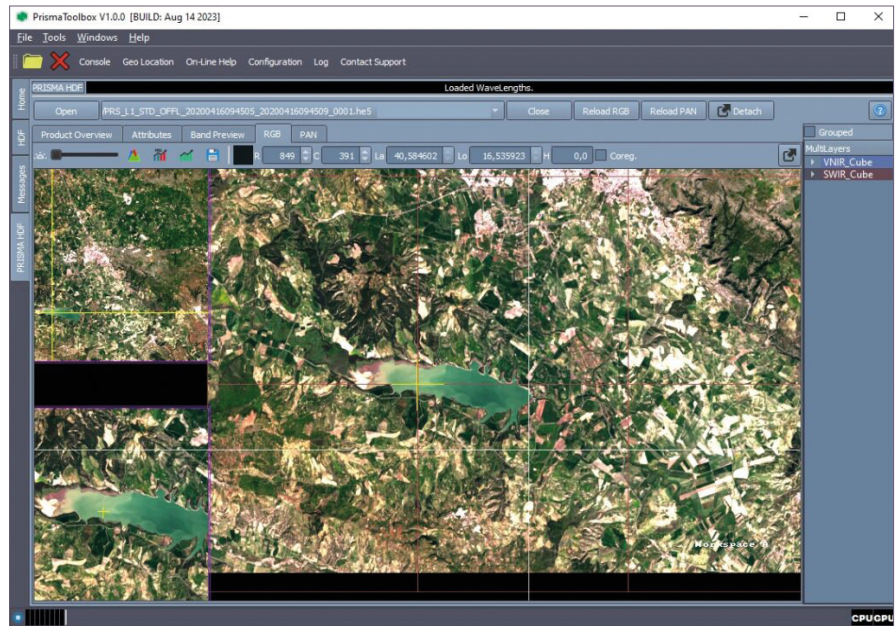 PrismaToolbox V1.0.0 [BUILD: Aug 14 2023]
File Tools Windows Help
Console Geo Location On-Line Help Configuration Log Contact Support
Home
HDF
Messages
PRISMA HDF
PRISMA HDF
Loaded WaveLengths.
Open /PRS_L1_STD_OFFL_20200416094505_20200416094509_0001.he5 Close Reload RGB Reload PAN Detach
Product Overview Attributes Band Preview RGB PAN
R 849 C 391 La 40,584602 Lo 16,535923 H 0,0 Coreg.
Grouped
MultiLayers
VNIR_Cube
SWIR_Cube
CPU GPU